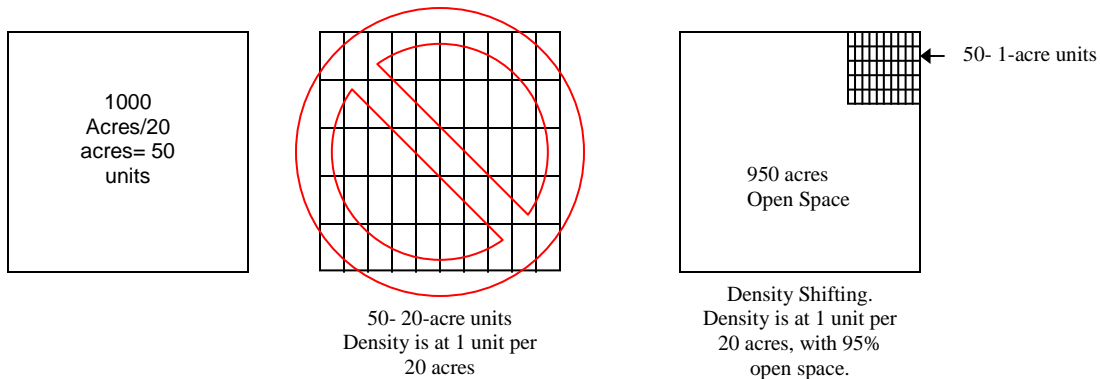 1000
Acres/20
acres= 50
units
50- 20-acre units
Density is at 1 unit per
20 acres
50- 1-acre units
950 acres
Open Space
Density Shifting.
Density is at 1 unit per
20 acres, with 95%
open space.